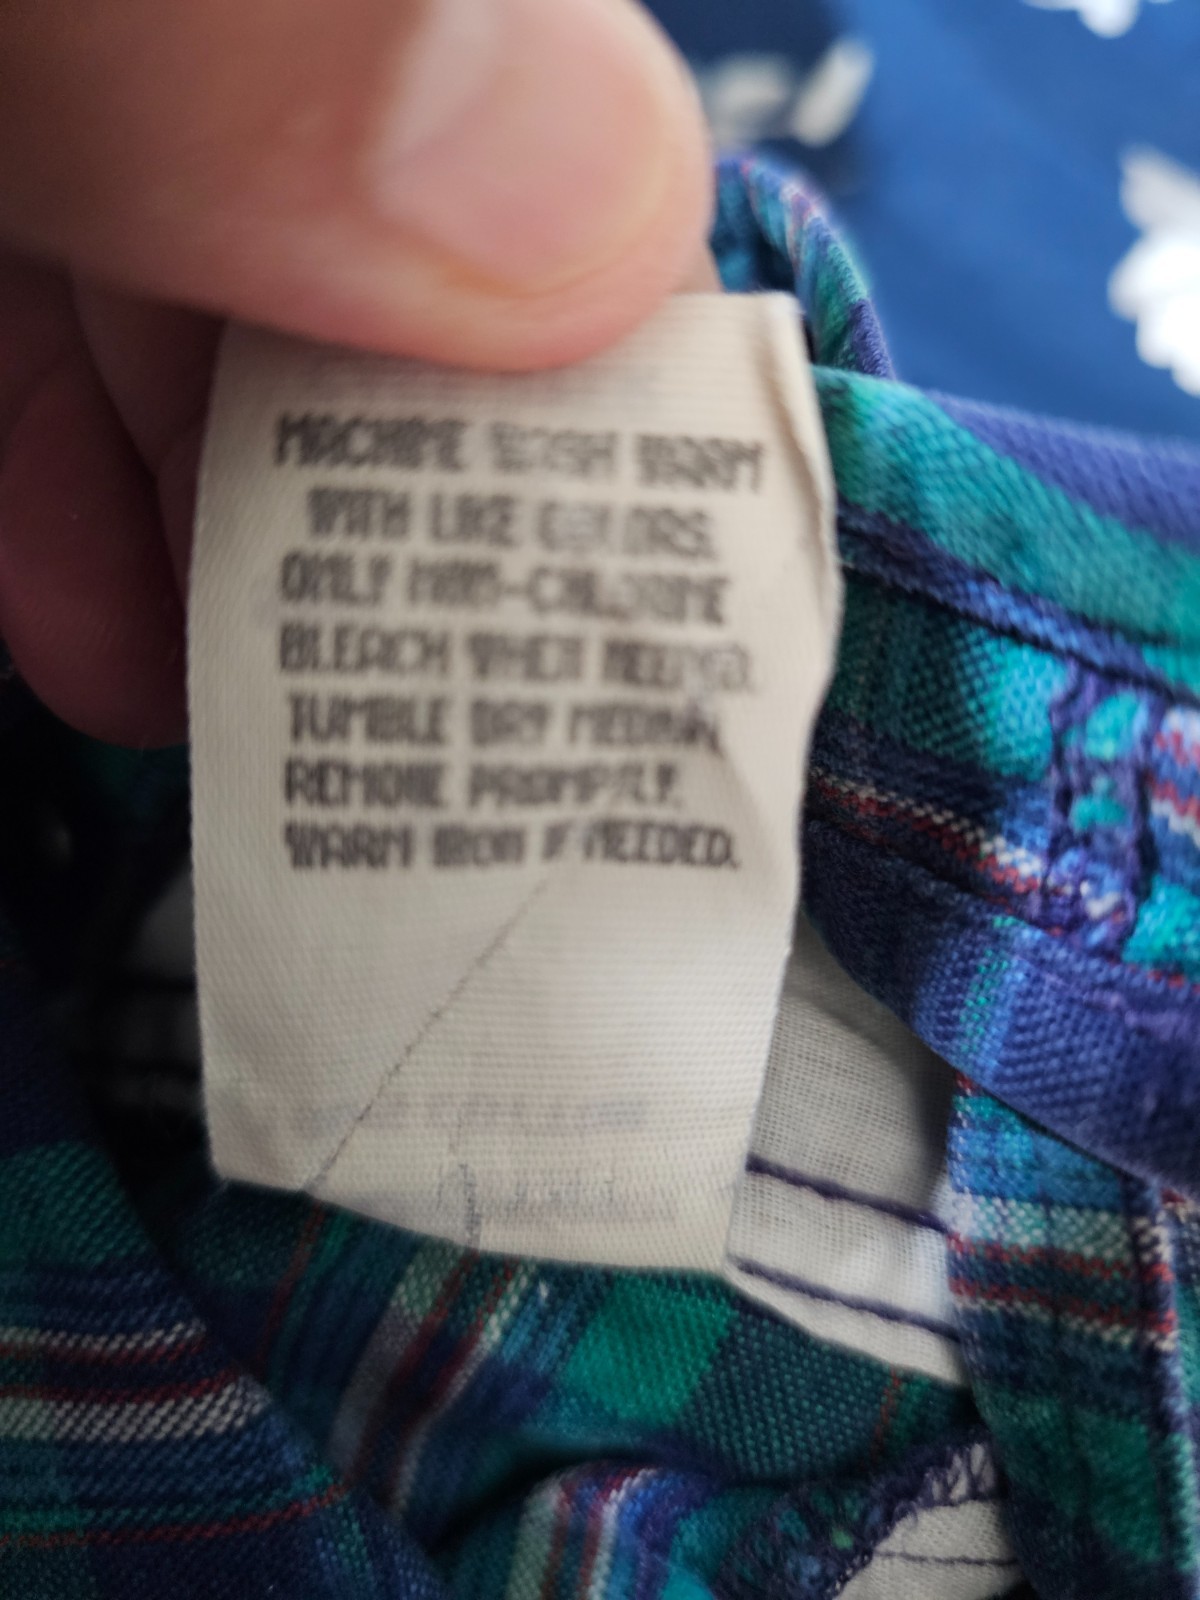 MACHINE WASH WARM
WITH LIKE COLORS.
ONLY NON-CHLORINE
BLEACH WHEN NEEDED.
TUMBLE DRY MEDIUM,
REMOVE PROMPTLY.
WARM IRON IF NEEDED.